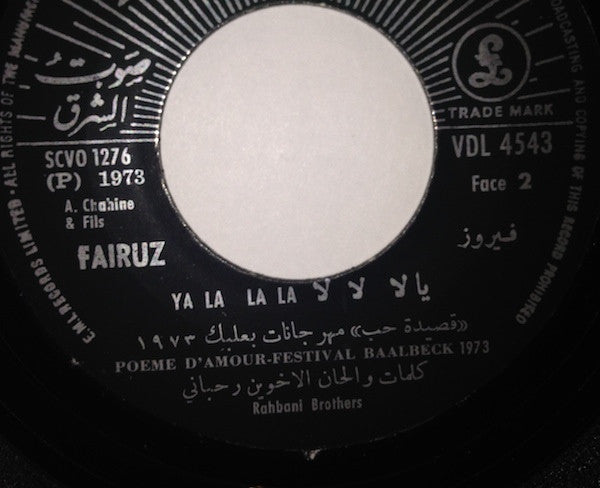 صوت
الشرق
TRADE MARK
SCVO 1276
VDL 4543
(P) 1973
Face 2
A. Chahine
& Fils
FAIRUZ
فيروز
YA LA LA LA يالا لا لا
«قصيدة حب» مهرجانات بعلبك ١٩٧٣
POEME D'AMOUR-FESTIVAL BAALBECK 1973
كلمات والحان الاخوين رحباني
Rahbani Brothers
E.M.I. RECORDS LIMITED · ALL RIGHTS OF THE
BROADCASTING AND COPYING OF THIS RECORD PROHIBITED